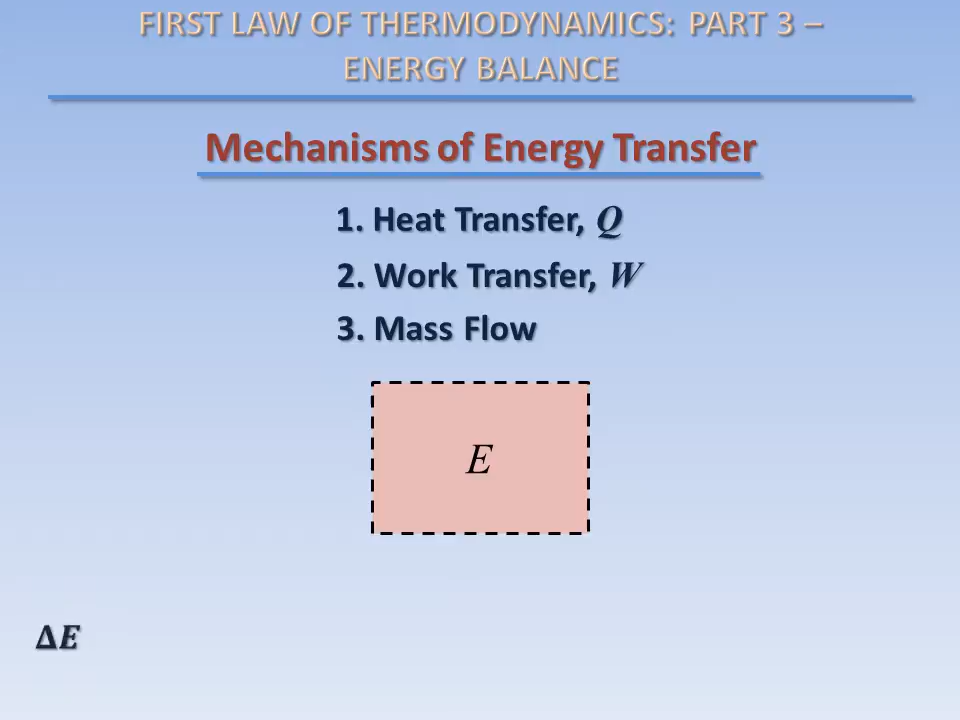 FIRST LAW OF THERMODYNAMICS: PART 3 –
ENERGY BALANCE
Mechanisms of Energy Transfer
1. Heat Transfer, Q
2. Work Transfer, W
3. Mass Flow
E
ΔE